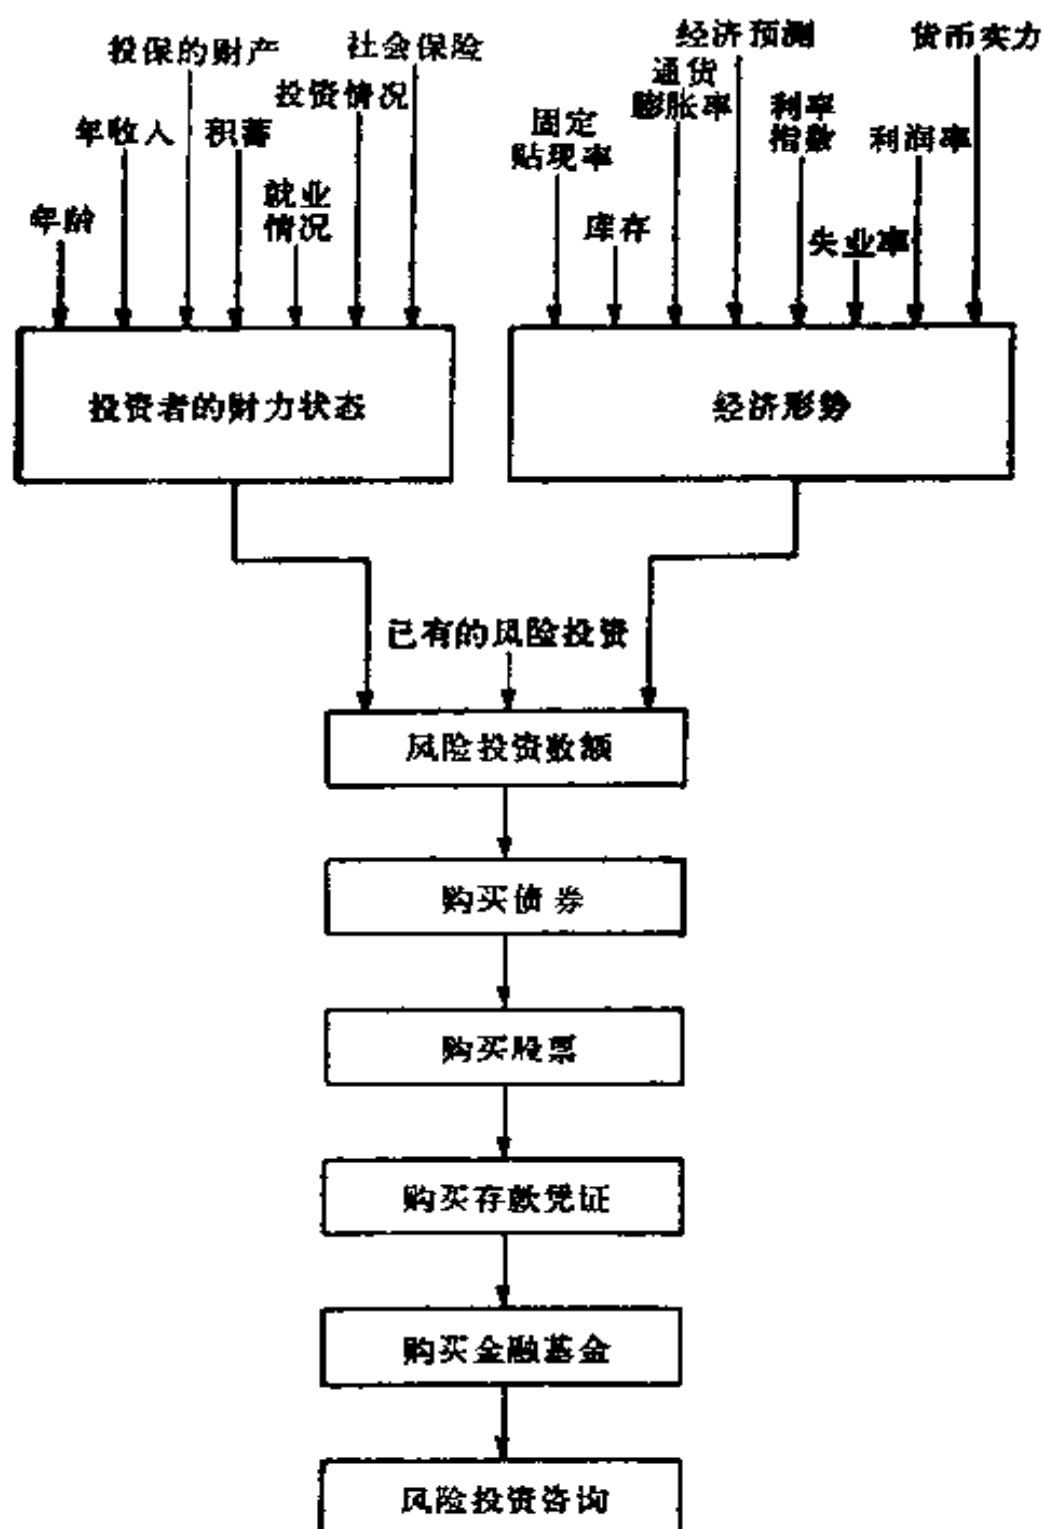 投保的财产
社会保险
投资情况
年收人
积蓄
就业
情况
年龄
经济预测
货币实力
通货
膨胀率
固定
贴现率
利率
指数
利润率
库存
失业率
投资者的财力状态
经济形势
已有的风险投资
风险投资数额
购买债券
购买股票
购买存款凭证
购买金融基金
风险投资咨询